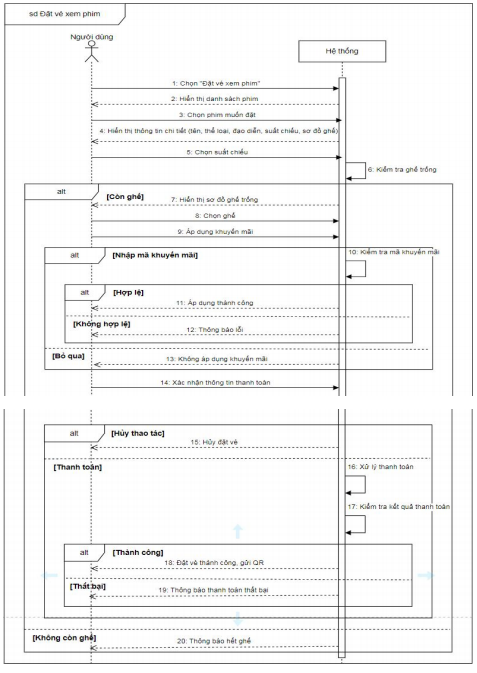 sd Đặt vé xem phim
Người dùng
Hệ thống
1: Chọn "Đặt vé xem phim"
2: Hiển thị danh sách phim
3: Chọn phim muốn đặt
4: Hiển thị thông tin chi tiết (tên, thể loại, đạo diễn, suất chiếu, sơ đồ ghế)
5: Chọn suất chiếu
6: Kiểm tra ghế trống
alt
[Còn ghế]
7: Hiển thị sơ đồ ghế trống
8: Chọn ghế
9: Áp dụng khuyến mãi
alt
[Nhập mã khuyến mãi]
10: Kiểm tra mã khuyến mãi
alt
[Hợp lệ]
11: Áp dụng thành công
[Không hợp lệ]
12: Thông báo lỗi
[Bỏ qua]
13: Không áp dụng khuyến mãi
14: Xác nhận thông tin thanh toán
alt
[Hủy thao tác]
15: Hủy đặt vé
[Thanh toán]
16: Xử lý thanh toán
17: Kiểm tra kết quả thanh toán
alt
[Thành công]
18: Đặt vé thành công, gửi QR
[Thất bại]
19: Thông báo thanh toán thất bại
[Không còn ghế]
20: Thông báo hết ghế